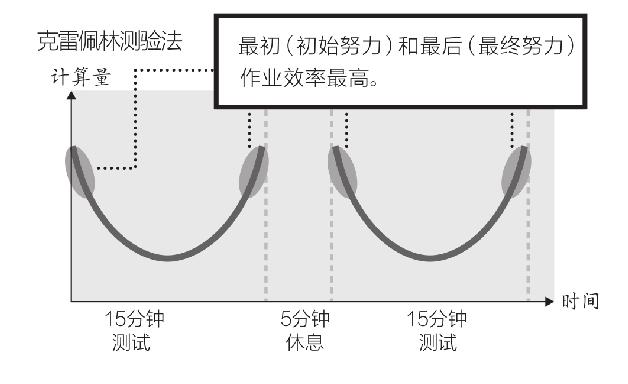 克雷佩林测验法
最初（初始努力）和最后（最终努力）
作业效率最高。
计算量
时间
15分钟
测试
5分钟
休息
15分钟
测试